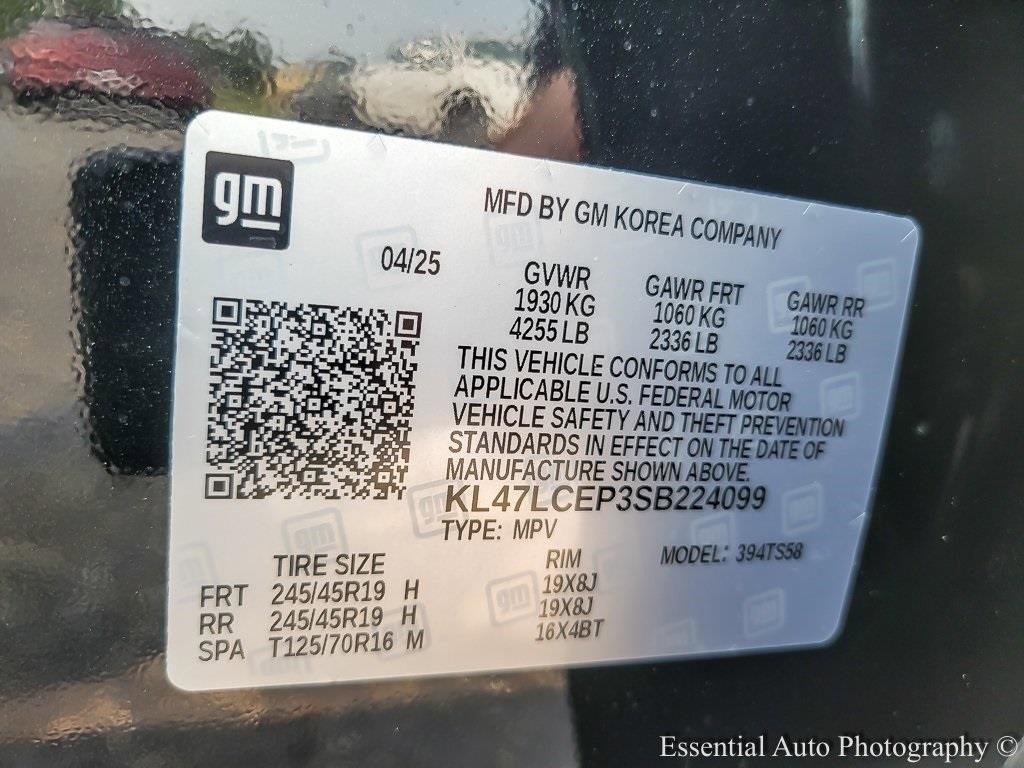 gm
MFD BY GM KOREA COMPANY
04/25
GVWR GAWR FRT GAWR RR
1930 KG 1060 KG 1060 KG
4255 LB 2336 LB 2336 LB
THIS VEHICLE CONFORMS TO ALL
APPLICABLE U.S. FEDERAL MOTOR
VEHICLE SAFETY AND THEFT PREVENTION
STANDARDS IN EFFECT ON THE DATE OF
MANUFACTURE SHOWN ABOVE.
KL47LCEP3SB224099
TYPE: MPV MODEL: 394TS58
TIRE SIZE RIM
FRT 245/45R19 H 19X8J
RR 245/45R19 H 19X8J
SPA T125/70R16 M 16X4BT
Essential Auto Photography ©